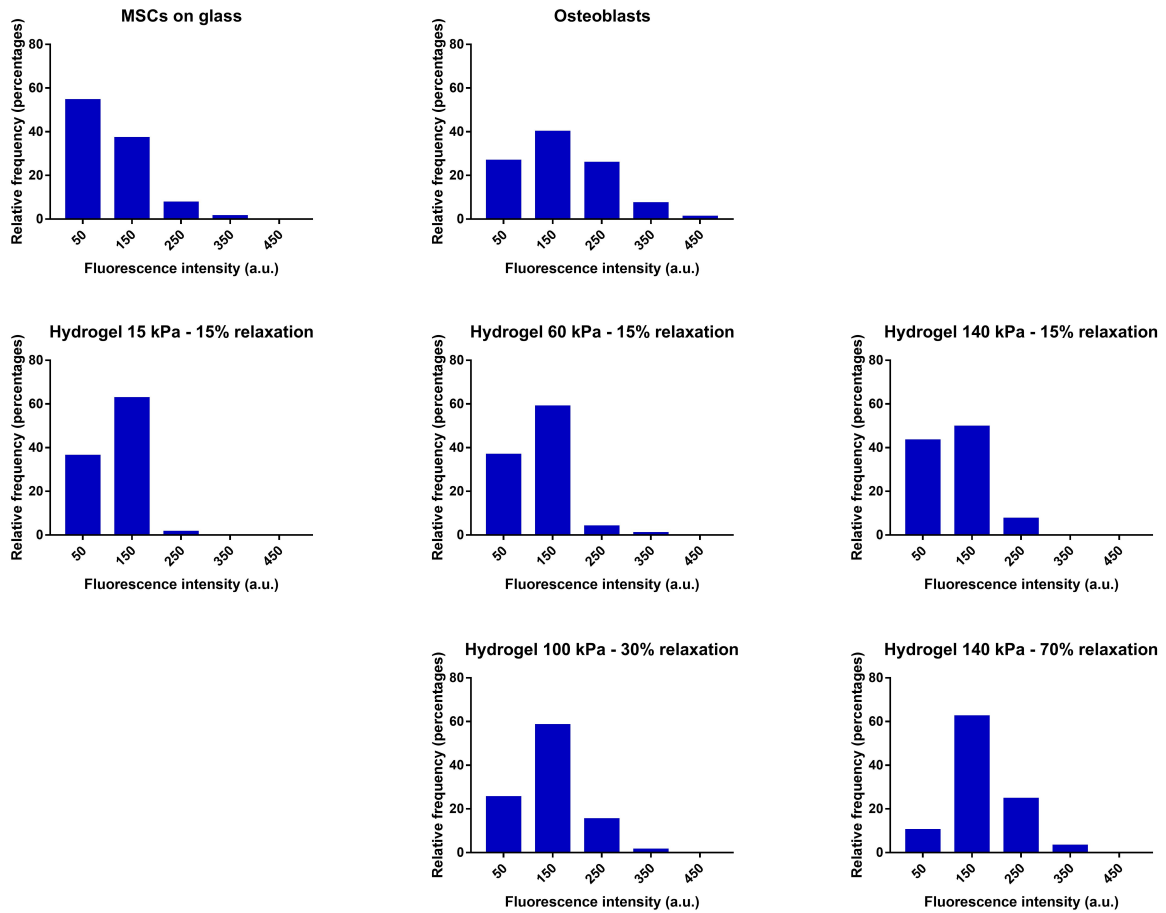 MSCs on glass
Relative frequency (percentages)
80
60
40
20
0
50 150 250 350 450
Fluorescence intensity (a.u.)
Osteoblasts
Relative frequency (percentages)
80
60
40
20
0
50 150 250 350 450
Fluorescence intensity (a.u.)
Hydrogel 15 kPa - 15% relaxation
Relative frequency (percentages)
80
60
40
20
0
50 150 250 350 450
Fluorescence intensity (a.u.)
Hydrogel 60 kPa - 15% relaxation
Relative frequency (percentages)
80
60
40
20
0
50 150 250 350 450
Fluorescence intensity (a.u.)
Hydrogel 140 kPa - 15% relaxation
Relative frequency (percentages)
80
60
40
20
0
50 150 250 350 450
Fluorescence intensity (a.u.)
Hydrogel 100 kPa - 30% relaxation
Relative frequency (percentages)
80
60
40
20
0
50 150 250 350 450
Fluorescence intensity (a.u.)
Hydrogel 140 kPa - 70% relaxation
Relative frequency (percentages)
80
60
40
20
0
50 150 250 350 450
Fluorescence intensity (a.u.)